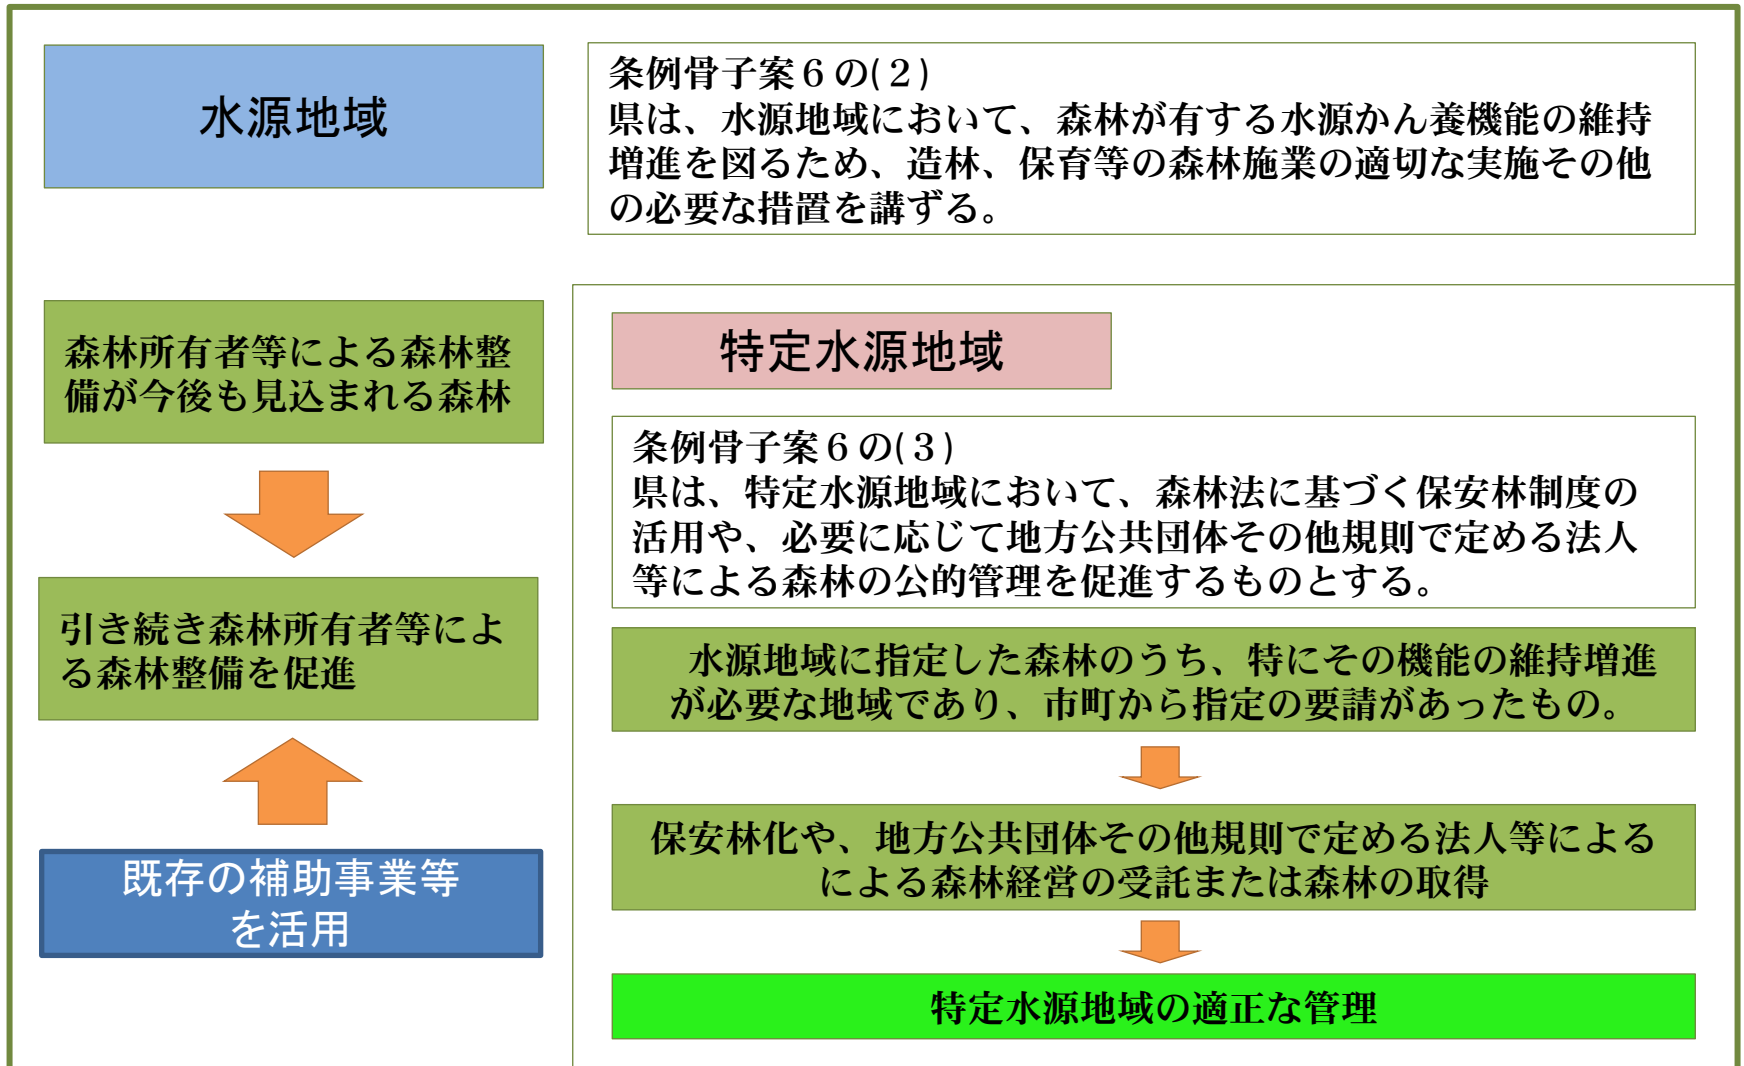 水源地域
条例骨子案６の(２)
県は、水源地域において、森林が有する水源かん養機能の維持
増進を図るため、造林、保育等の森林施業の適切な実施その他
の必要な措置を講ずる。
森林所有者等による森林整
備が今後も見込まれる森林
引き続き森林所有者等によ
る森林整備を促進
既存の補助事業等
を活用
特定水源地域
条例骨子案６の(３)
県は、特定水源地域において、森林法に基づく保安林制度の
活用や、必要に応じて地方公共団体その他規則で定める法人
等による森林の公的管理を促進するものとする。
水源地域に指定した森林のうち、特にその機能の維持増進
が必要な地域であり、市町から指定の要請があったもの。
保安林化や、地方公共団体その他規則で定める法人等による
による森林経営の受託または森林の取得
特定水源地域の適正な管理